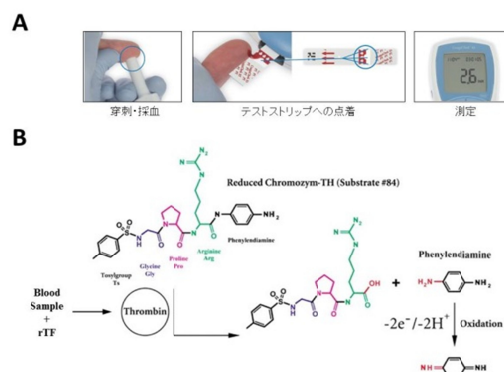 A
穿刺・採血
テストストリップへの点着
測定
2.6
B
Reduced Chromozym-TH (Substrate #84)
Tosylgroup
Ts
Glycine
Gly
Proline
Pro
Arginine
Arg
Phenylendiamine
Blood
Sample
+
rTF
Thrombin
+
Phenylendiamine
-2e⁻/-2H⁺
Oxidation